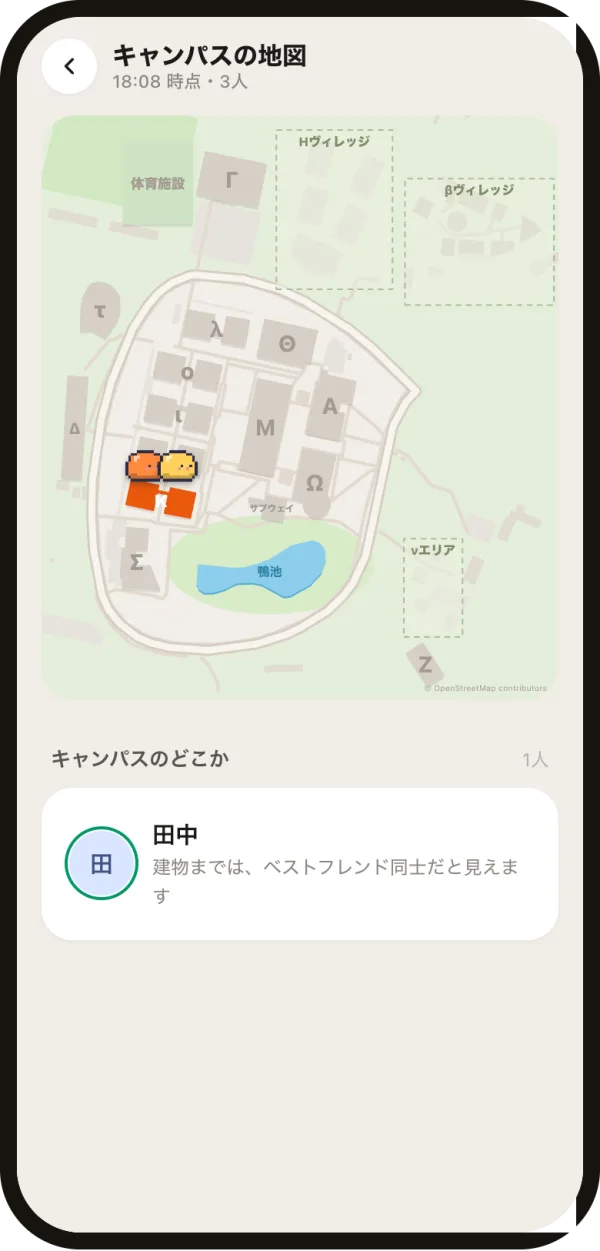 キャンパスの地図
18:08 時点・3人
Hヴィレッジ
βヴィレッジ
体育施設
Γ
τ
λ
Θ
ο
Α
ι
Μ
Δ
Ω
サブウェイ
Σ
鴨池
νエリア
Ζ
© OpenStreetMap contributors
キャンパスのどこか
1人
田
田中
建物までは、ベストフレンド同士だと見えま
す